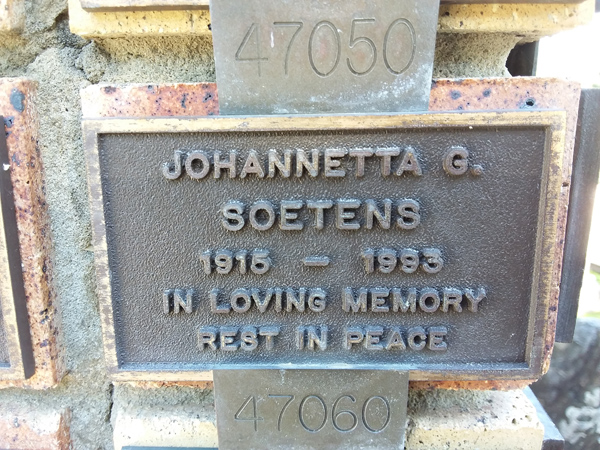 47050
JOHANNETTA G.
SOETENS
1915 — 1993
IN LOVING MEMORY
REST IN PEACE
47060